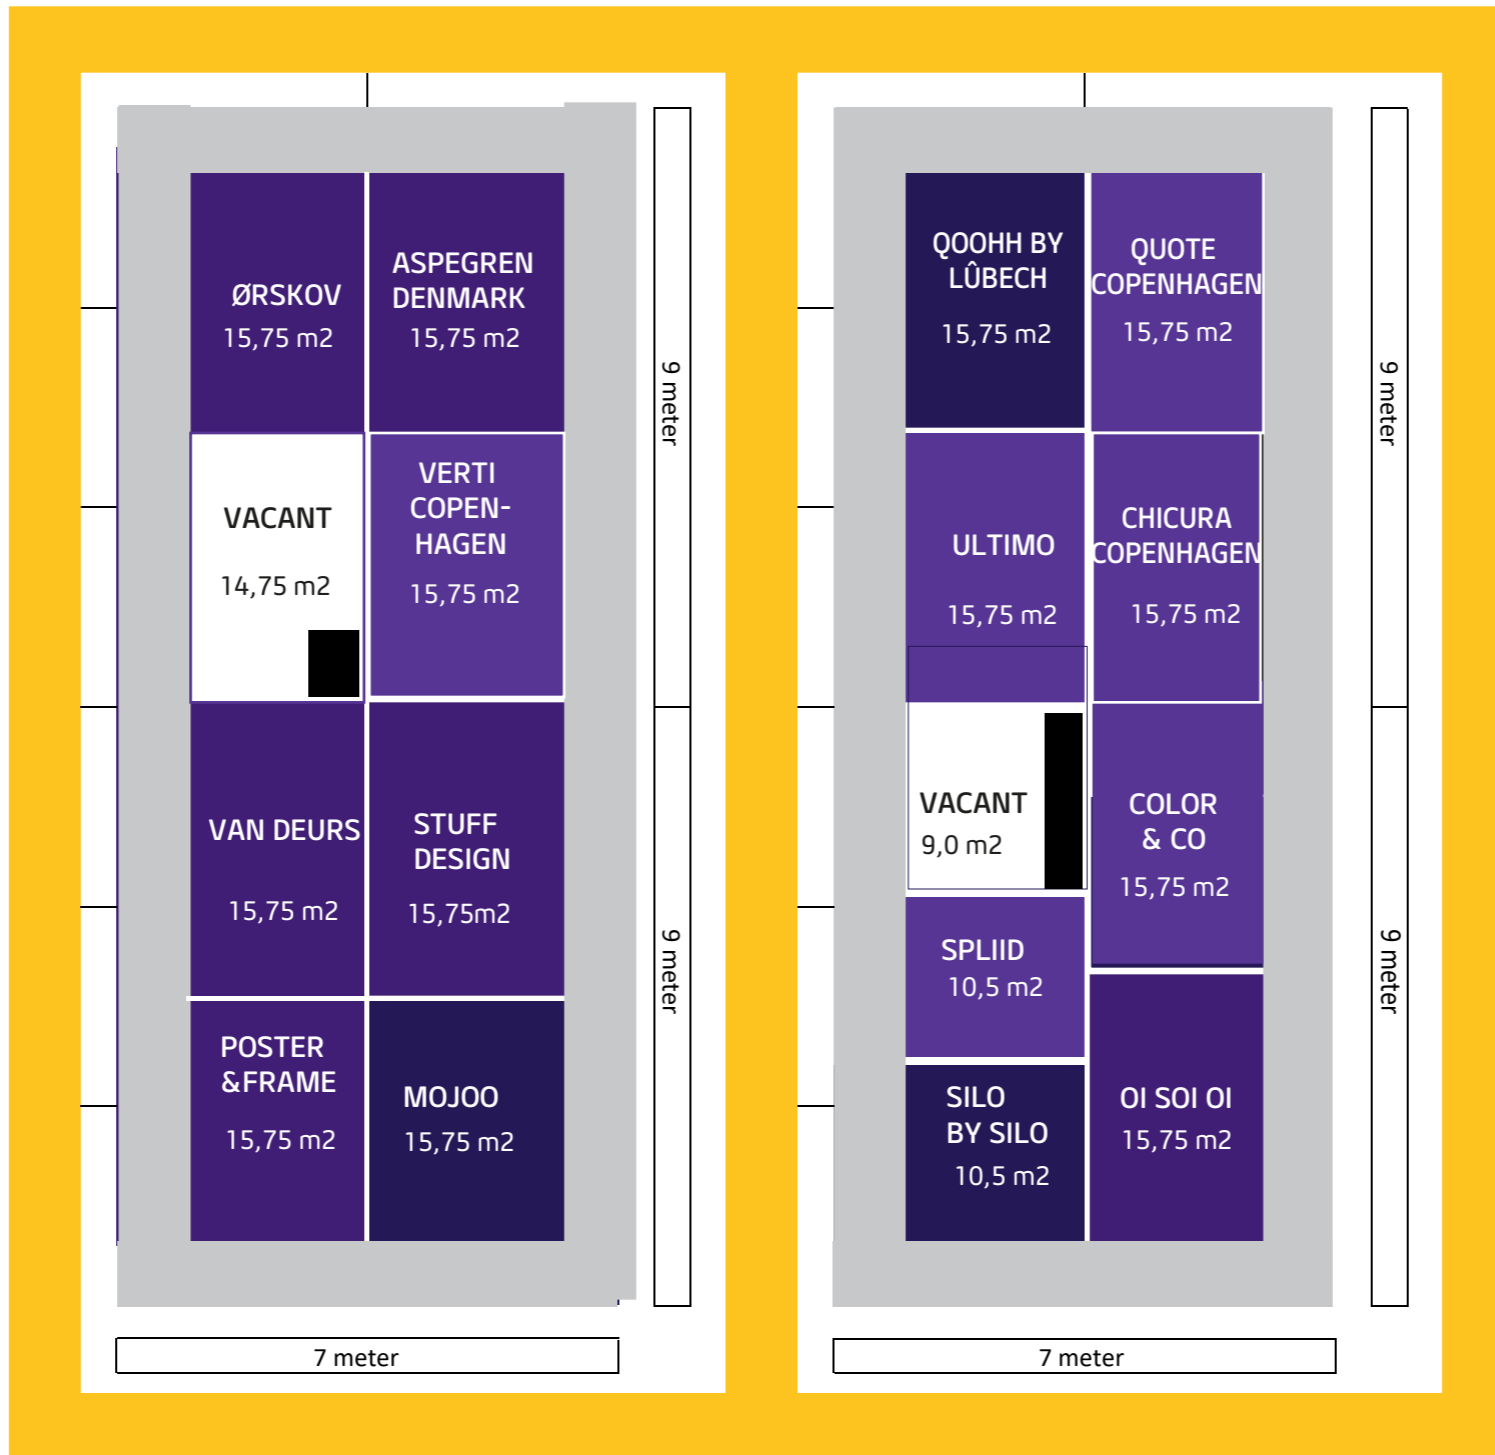 ØRSKOV
15,75 m2
ASPEGREN
DENMARK
15,75 m2
VACANT
14,75 m2
VERTI
COPEN-
HAGEN
15,75 m2
VAN DEURS
15,75 m2
STUFF
DESIGN
15,75m2
POSTER
&FRAME
15,75 m2
MOJOO
15,75 m2
9 meter
9 meter
7 meter
QOOHH BY
LÛBECH
15,75 m2
QUOTE
COPENHAGEN
15,75 m2
ULTIMO
15,75 m2
CHICURA
COPENHAGEN
15,75 m2
VACANT
9,0 m2
COLOR
& CO
15,75 m2
SPLIID
10,5 m2
SILO
BY SILO
10,5 m2
OI SOI OI
15,75 m2
9 meter
9 meter
7 meter